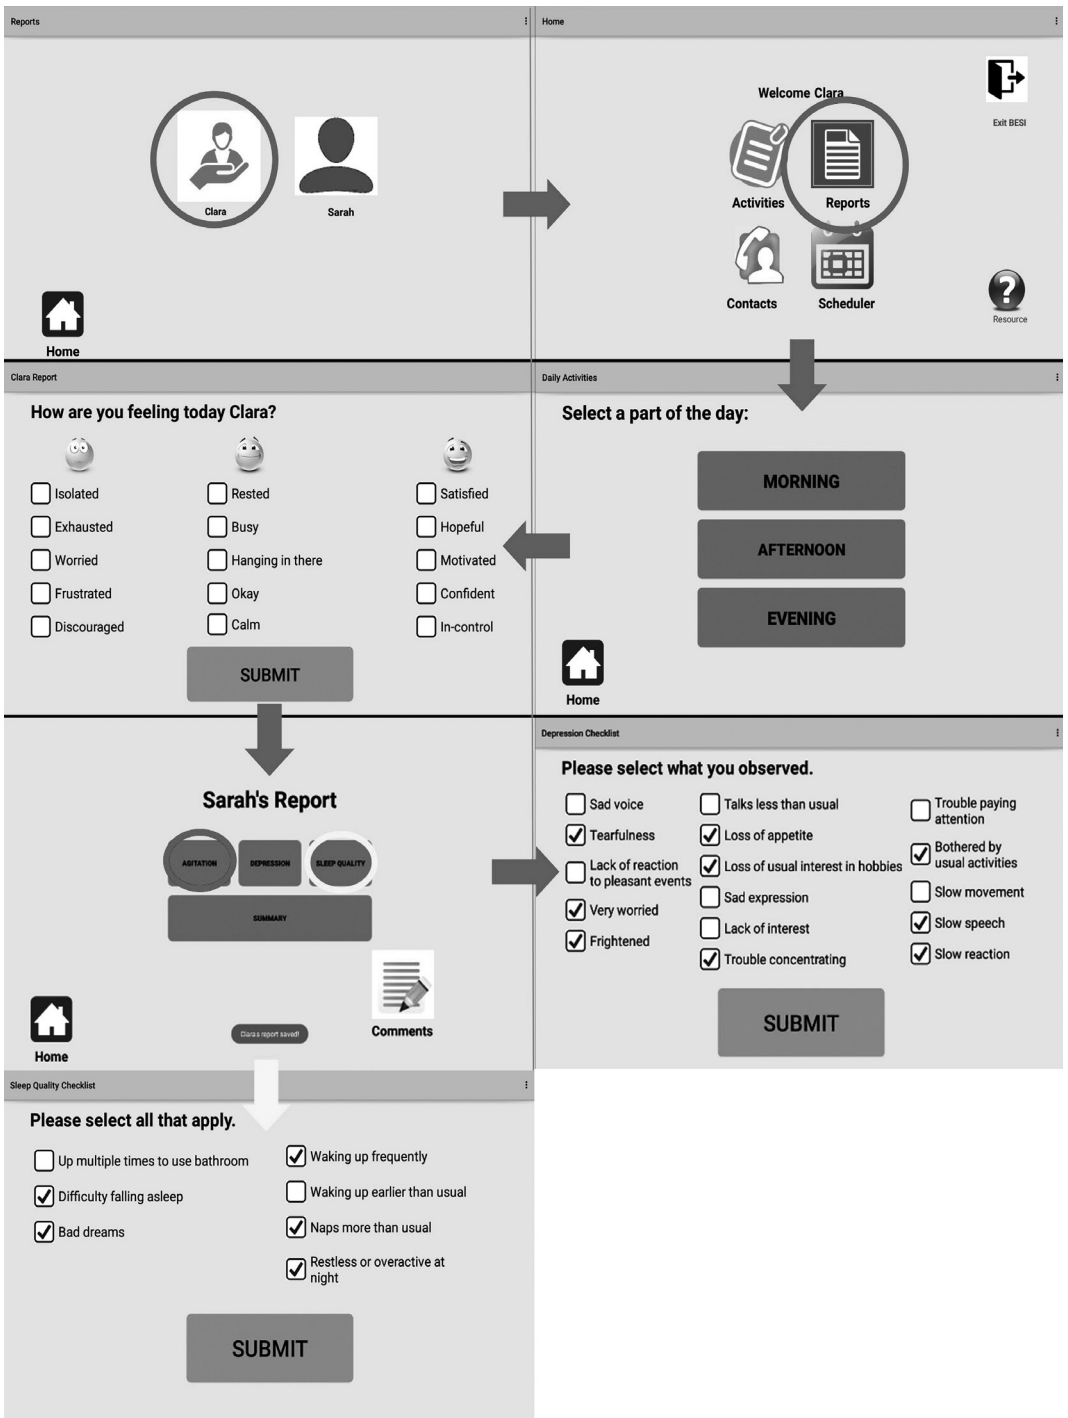 Reports
Clara
Sarah
Home
Home
Welcome Clara
Exit BESI
Activities
Reports
Contacts
Scheduler
Resource
Clara Report
How are you feeling today Clara?
Isolated
Rested
Satisfied
Exhausted
Busy
Hopeful
Worried
Hanging in there
Motivated
Frustrated
Okay
Confident
Discouraged
Calm
In-control
SUBMIT
Daily Activities
Select a part of the day:
MORNING
AFTERNOON
EVENING
Home
Sarah's Report
AGITATION
DEPRESSION
SLEEP QUALITY
SUMMARY
Comments
Home
Clara's report saved!
Depression Checklist
Please select what you observed.
Sad voice
Tearfulness
Lack of reaction
to pleasant events
Very worried
Frightened
Talks less than usual
Loss of appetite
Loss of usual interest in hobbies
Sad expression
Lack of interest
Trouble concentrating
Trouble paying
attention
Bothered by
usual activities
Slow movement
Slow speech
Slow reaction
SUBMIT
Sleep Quality Checklist
Please select all that apply.
Up multiple times to use bathroom
Difficulty falling asleep
Bad dreams
Waking up frequently
Waking up earlier than usual
Naps more than usual
Restless or overactive at
night
SUBMIT